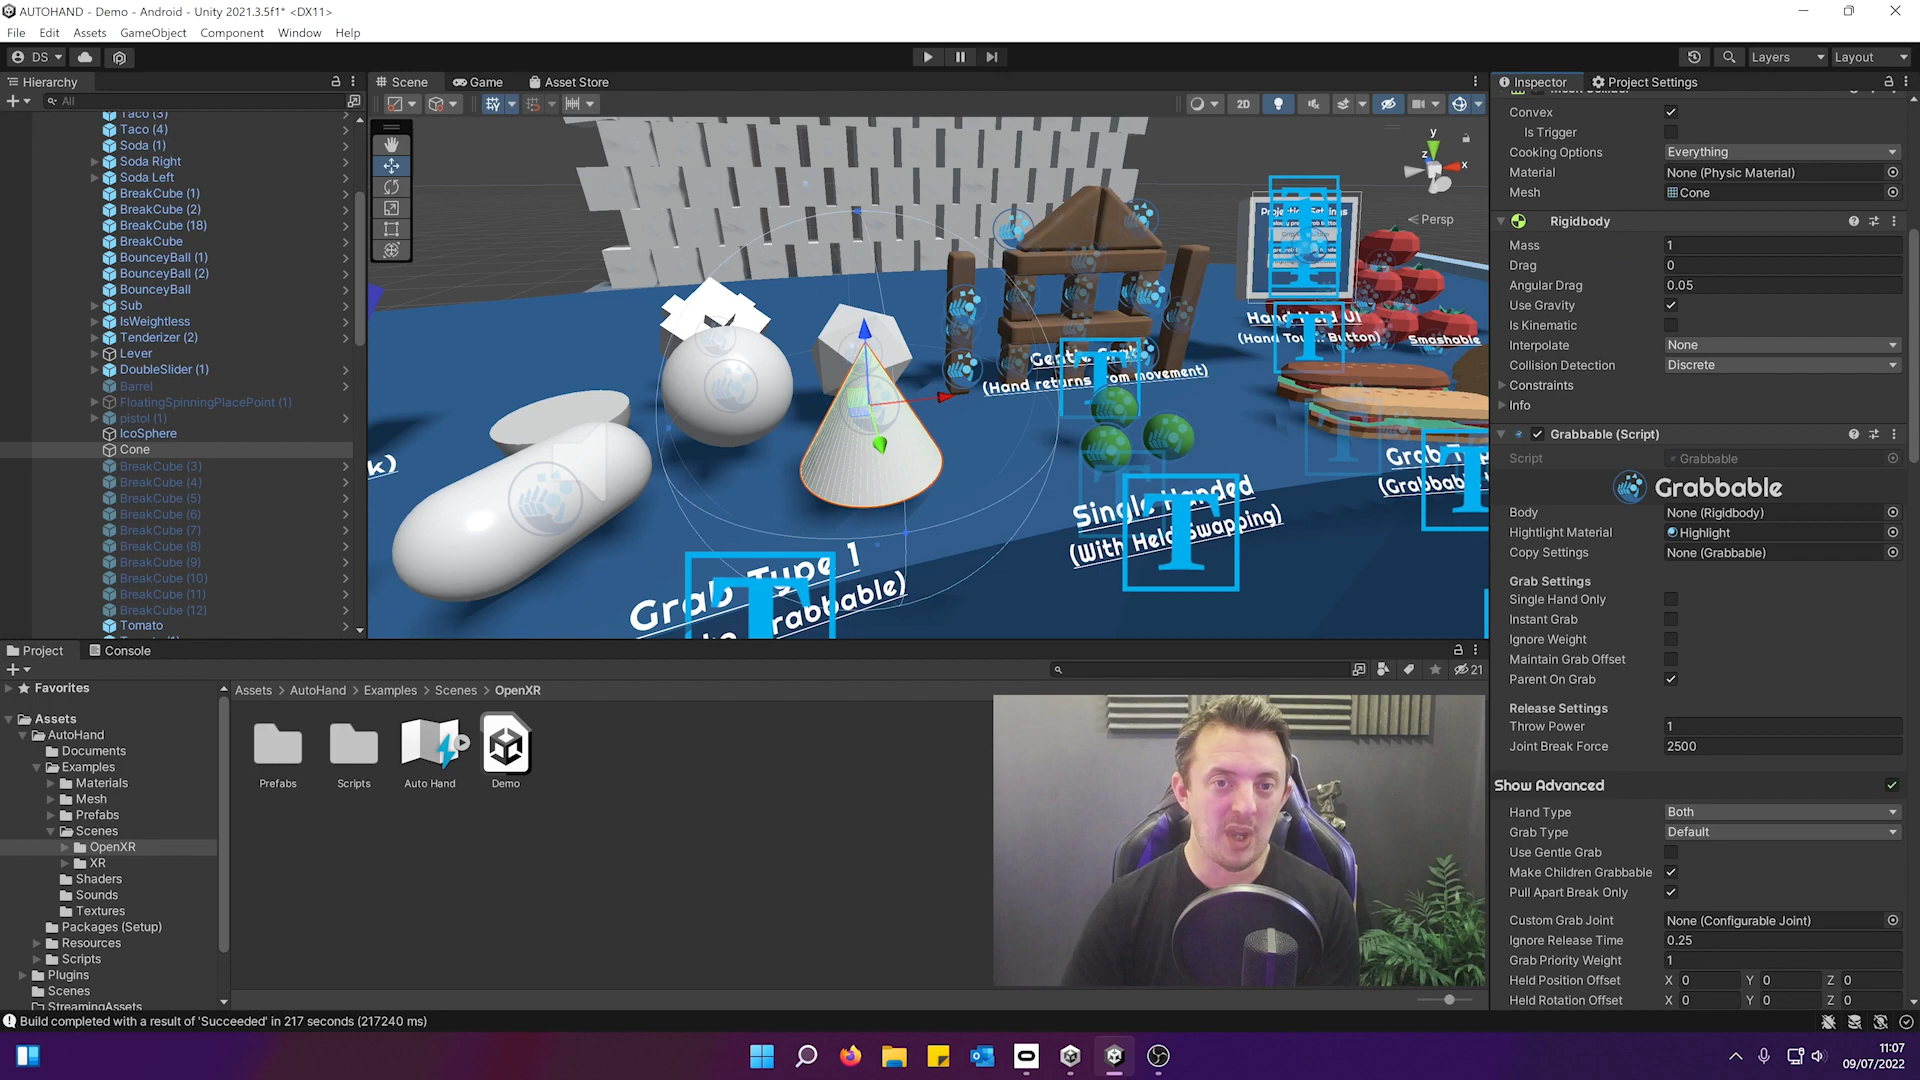 AUTOHAND - Demo - Android - Unity 2021.3.5f1* <DX11>
File Edit Assets GameObject Component Window Help
DS
Layers
Layout
Hierarchy
All
Taco (3)
Taco (4)
Soda (1)
Soda Right
Soda Left
BreakCube (1)
BreakCube (2)
BreakCube (18)
BreakCube
BounceyBall (1)
BounceyBall (2)
BounceyBall
Sub
IsWeightless
Tenderizer (2)
Lever
DoubleSlider (1)
Barrel
FloatingSpinningPlacePoint (1)
pistol (1)
IcoSphere
Cone
BreakCube (3)
BreakCube (4)
BreakCube (5)
BreakCube (6)
BreakCube (7)
BreakCube (8)
BreakCube (9)
BreakCube (10)
BreakCube (11)
BreakCube (12)
Tomato
Scene Game Asset Store
2D
y
z
x
Persp
Hand Held UI
Button)
Smashable
(Hand returns from movement)
Single Handed
(With Held Swapping)
Grab Type 1
Inspector Project Settings
Convex
Is Trigger
Cooking Options Everything
Material None (Physic Material)
Mesh Cone
Rigidbody
Mass 1
Drag 0
Angular Drag 0.05
Use Gravity
Is Kinematic
Interpolate None
Collision Detection Discrete
Constraints
Info
Grabbable (Script)
Script Grabbable
Grabbable
Body None (Rigidbody)
Hightlight Material Highlight
Copy Settings None (Grabbable)
Grab Settings
Single Hand Only
Instant Grab
Ignore Weight
Maintain Grab Offset
Parent On Grab
Release Settings
Throw Power 1
Joint Break Force 2500
Show Advanced
Hand Type Both
Grab Type Default
Use Gentle Grab
Make Children Grabbable
Pull Apart Break Only
Custom Grab Joint None (Configurable Joint)
Ignore Release Time 0.25
Grab Priority Weight 1
Held Position Offset X 0 Y 0 Z 0
Held Rotation Offset X 0 Y 0 Z 0
Project Console
21
Favorites
Assets
AutoHand
Documents
Examples
Materials
Mesh
Prefabs
Scenes
OpenXR
XR
Shaders
Sounds
Textures
Packages (Setup)
Resources
Scripts
Plugins
Scenes
StreamingAssets
Assets AutoHand Examples Scenes OpenXR
Prefabs Scripts Auto Hand Demo
Build completed with a result of 'Succeeded' in 217 seconds (217240 ms)
11:07
09/07/2022